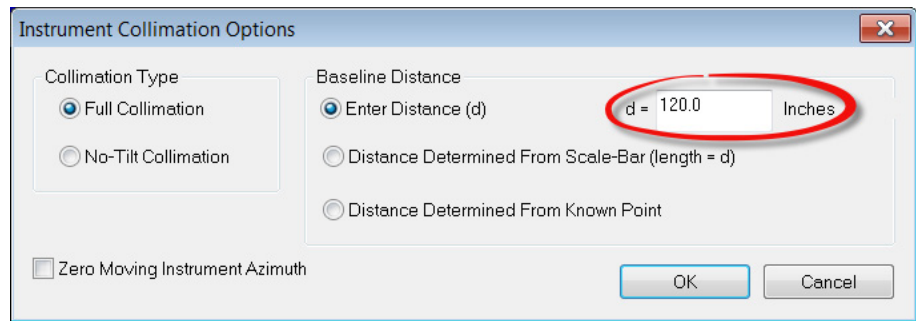 Instrument Collimation Options
Collimation Type
Full Collimation
No-Tilt Collimation
Baseline Distance
Enter Distance (d)
d = 120.0 Inches
Distance Determined From Scale-Bar (length = d)
Distance Determined From Known Point
Zero Moving Instrument Azimuth
OK Cancel